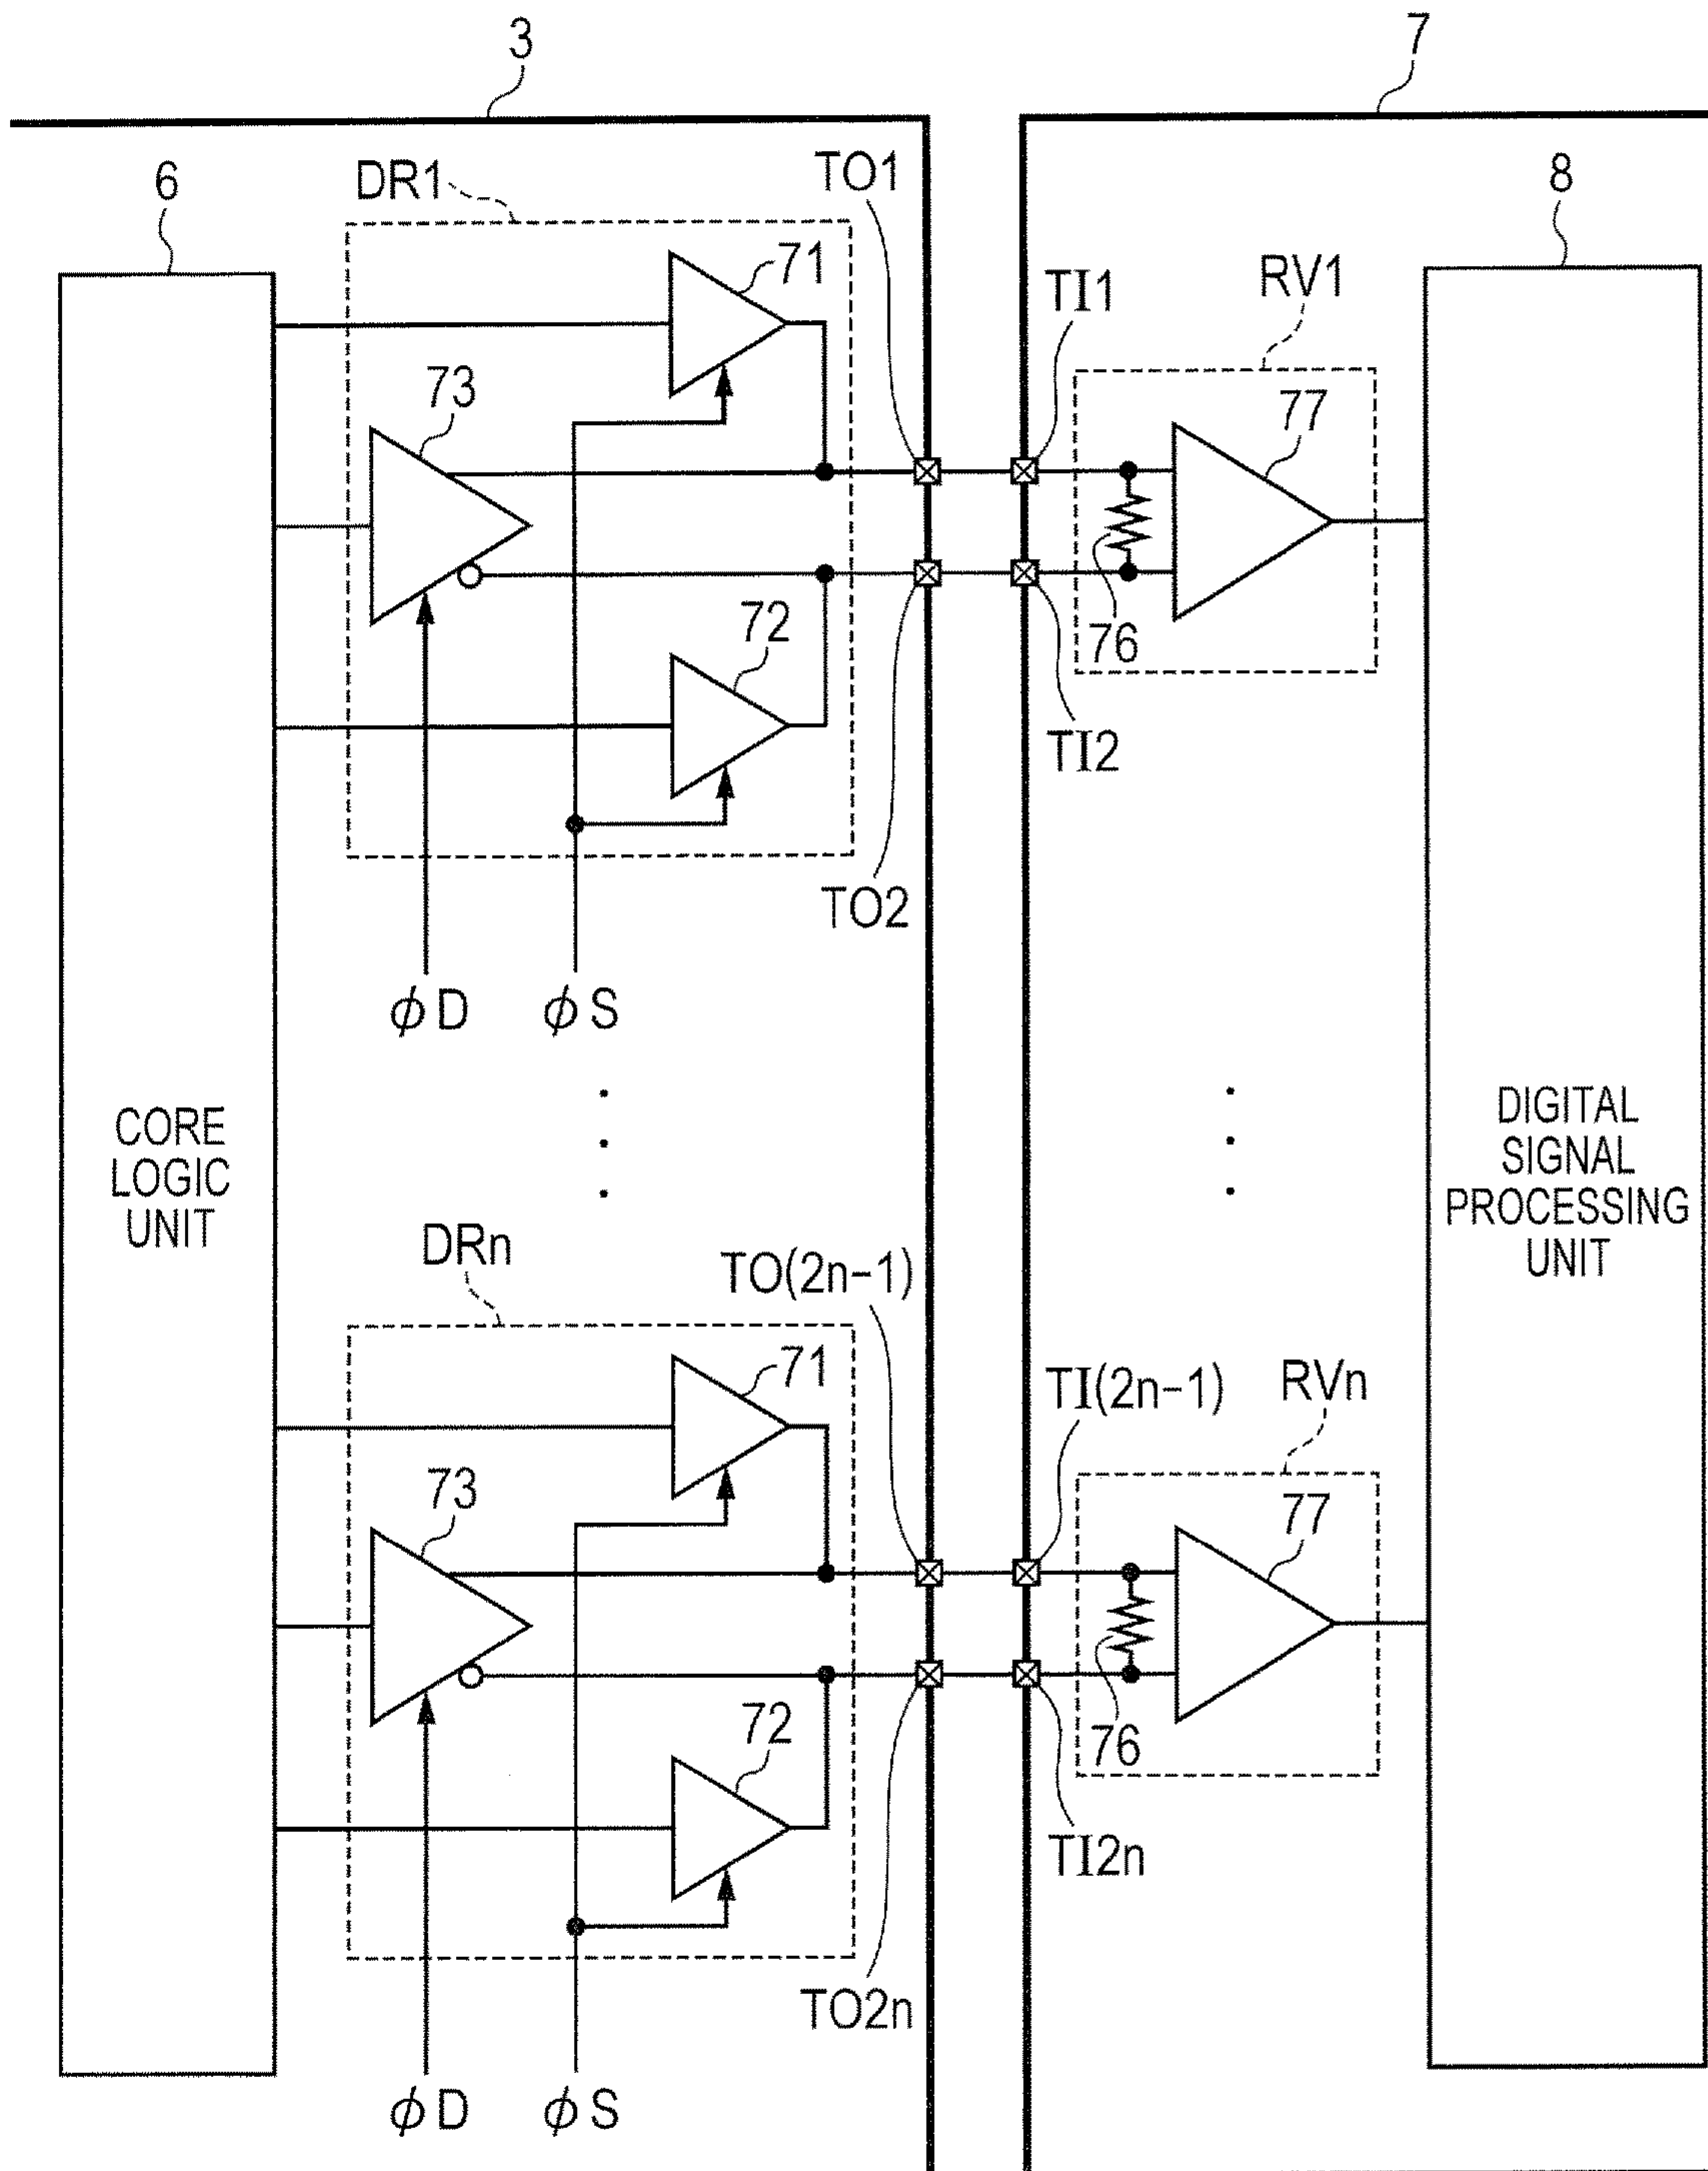 3
7
6
DR1
TO1
8
71
TI1
RV1
73
77
72
76
TI2
TO2
φD
φS
CORE
LOGIC
UNIT
DIGITAL
SIGNAL
PROCESSING
UNIT
DRn
TO(2n-1)
71
TI(2n-1)
RVn
73
77
72
76
TI2n
TO2n
φD
φS